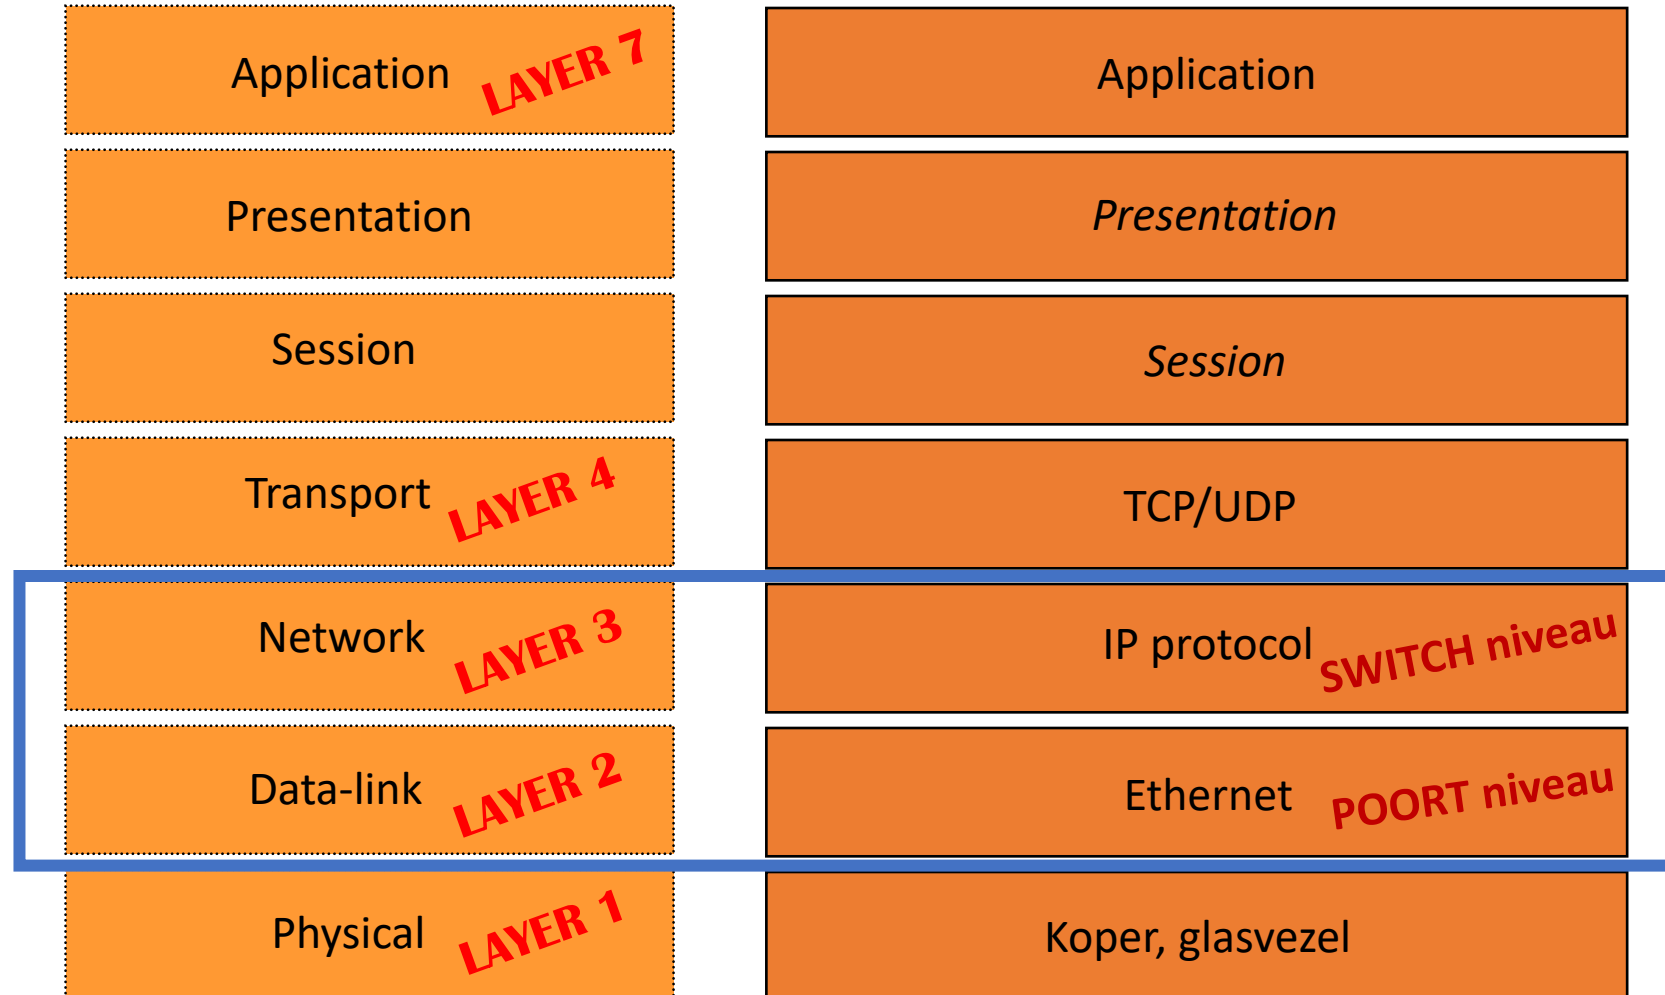 Application LAYER 7
Application
Presentation
Presentation
Session
Session
Transport LAYER 4
TCP/UDP
Network LAYER 3
IP protocol SWITCH niveau
Data-link LAYER 2
Ethernet POORT niveau
Physical LAYER 1
Koper, glasvezel